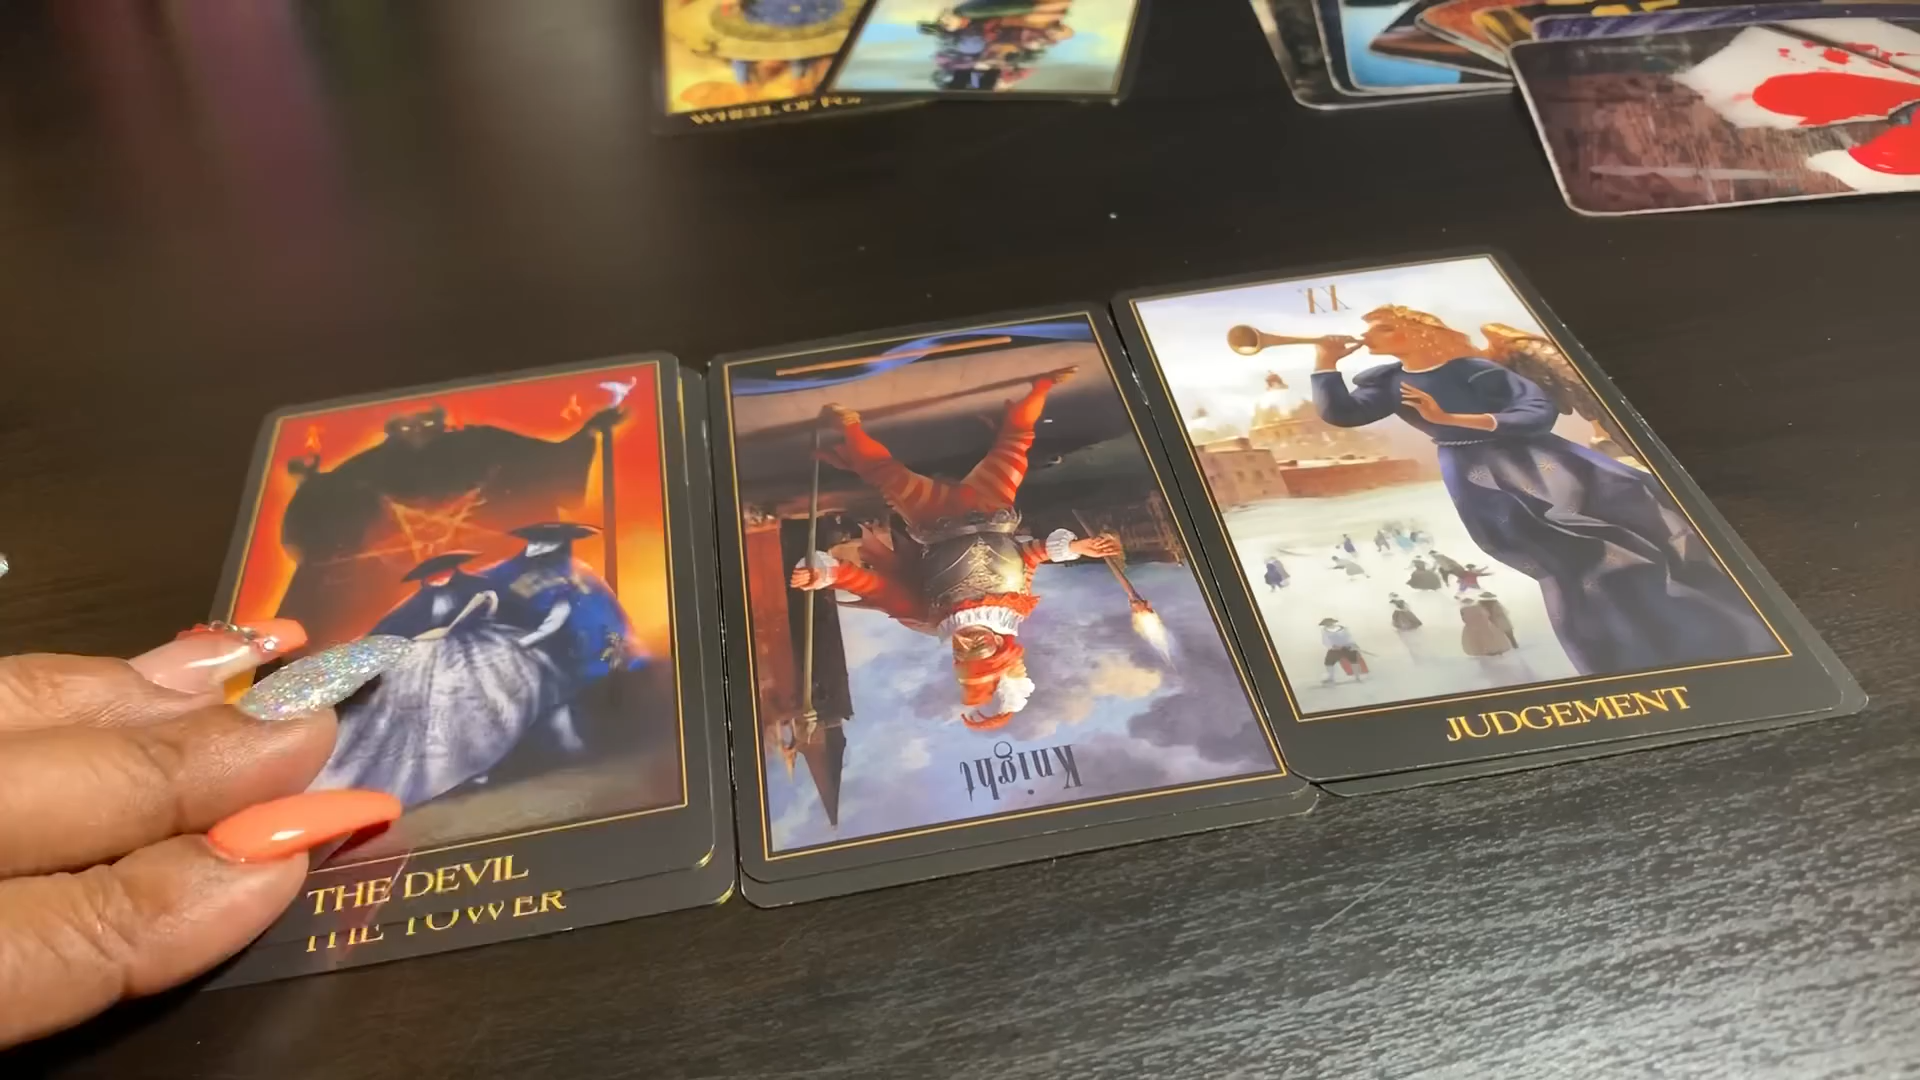 WHEEL OF FO
XX
THE DEVIL
THE TOWER
Knight
JUDGEMENT